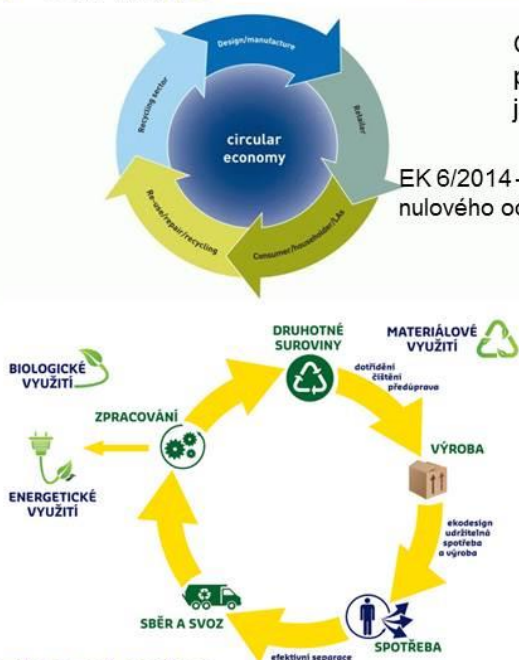 Design/manufacture
Retailer
Consumer/household/LAs
Re-use/repair/recycling
Recycling sector
circular
economy
EK 6/2014 -
nulového
DRUHOTNÉ
SUROVINY
MATERIÁLOVÉ
VYUŽITÍ
BIOLOGICKÉ
VYUŽITÍ
dotřídění
čištění
předúprava
ZPRACOVÁNÍ
VÝROBA
ENERGETICKÉ
VYUŽITÍ
ekodesign
udržitelná
spotřeba
a výroba
SBĚR A SVOZ
SPOTŘEBA
efektivní separace